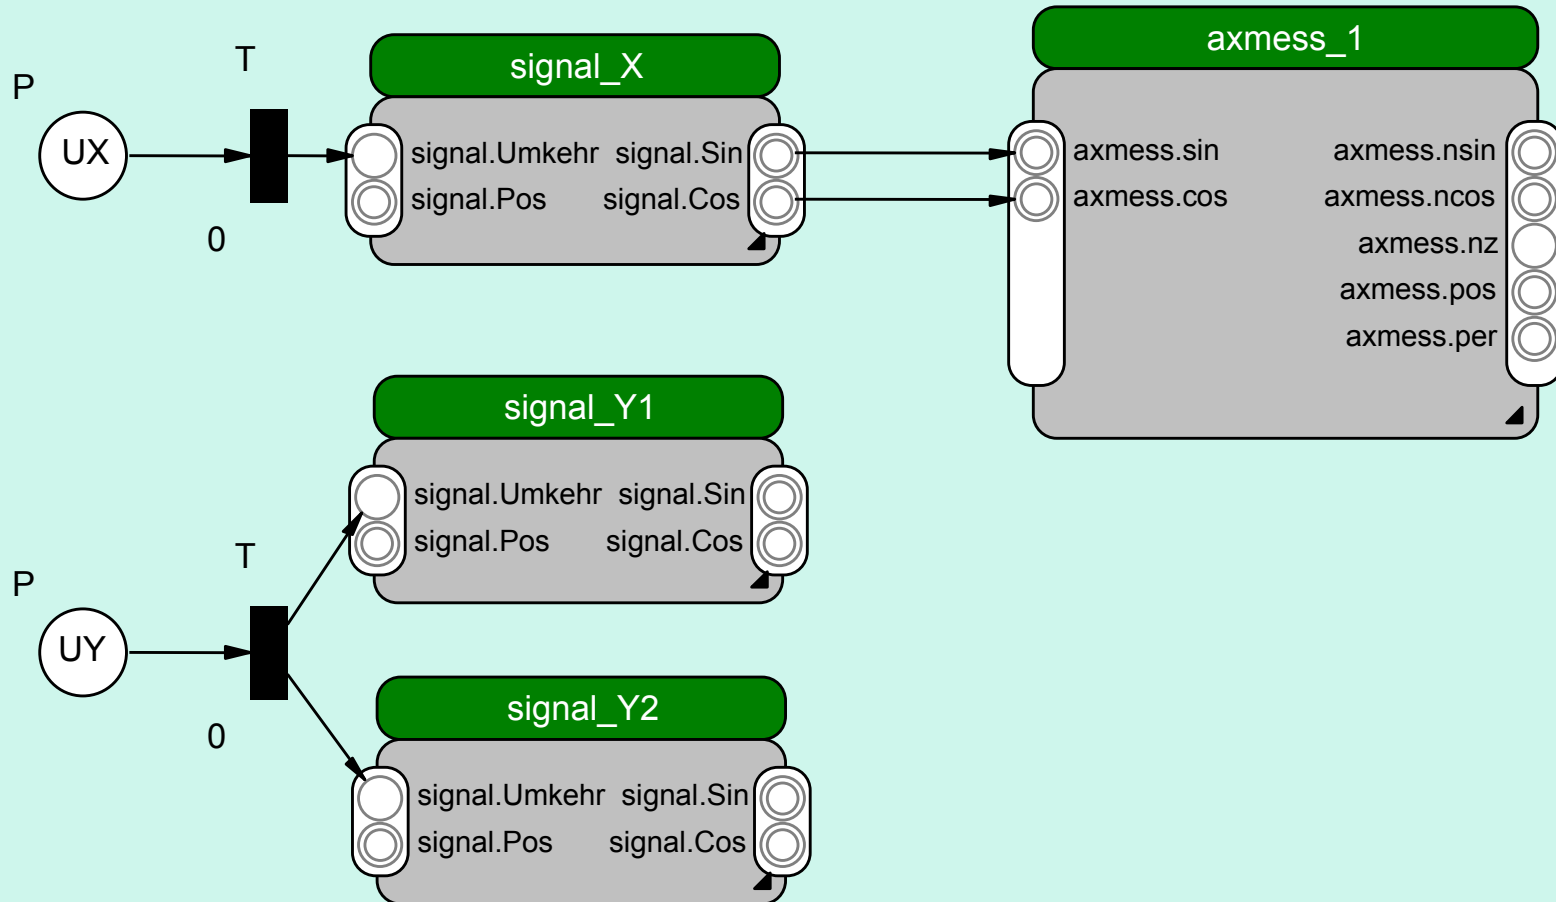 P
T
UX
0
signal_X
signal.Umkehr signal.Sin
signal.Pos signal.Cos
axmess_1
axmess.sin axmess.nsin
axmess.cos axmess.ncos
axmess.nz
axmess.pos
axmess.per
P
T
UY
0
signal_Y1
signal.Umkehr signal.Sin
signal.Pos signal.Cos
signal_Y2
signal.Umkehr signal.Sin
signal.Pos signal.Cos